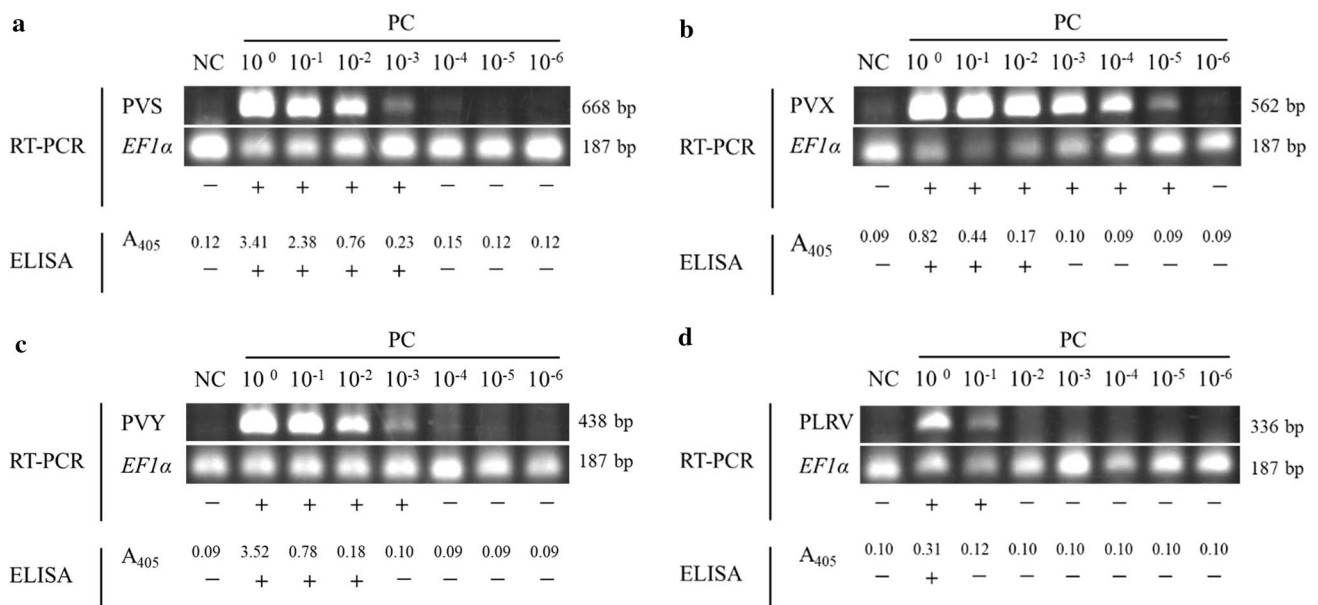 a
PC
NC 10⁰ 10⁻¹ 10⁻² 10⁻³ 10⁻⁴ 10⁻⁵ 10⁻⁶
RT-PCR
PVS 668 bp
EF1α 187 bp
– + + + + – – –
ELISA
A₄₀₅ 0.12 3.41 2.38 0.76 0.23 0.15 0.12 0.12
– + + + + – – –
b
PC
NC 10⁰ 10⁻¹ 10⁻² 10⁻³ 10⁻⁴ 10⁻⁵ 10⁻⁶
RT-PCR
PVX 562 bp
EF1α 187 bp
– + + + + + + –
ELISA
A₄₀₅ 0.09 0.82 0.44 0.17 0.10 0.09 0.09 0.09
– + + + – – – –
c
PC
NC 10⁰ 10⁻¹ 10⁻² 10⁻³ 10⁻⁴ 10⁻⁵ 10⁻⁶
RT-PCR
PVY 438 bp
EF1α 187 bp
– + + + + – – –
ELISA
A₄₀₅ 0.09 3.52 0.78 0.18 0.10 0.09 0.09 0.09
– + + + – – – –
d
PC
NC 10⁰ 10⁻¹ 10⁻² 10⁻³ 10⁻⁴ 10⁻⁵ 10⁻⁶
RT-PCR
PLRV 336 bp
EF1α 187 bp
– + + – – – – –
ELISA
A₄₀₅ 0.10 0.31 0.12 0.10 0.10 0.10 0.10 0.10
– + – – – – – –